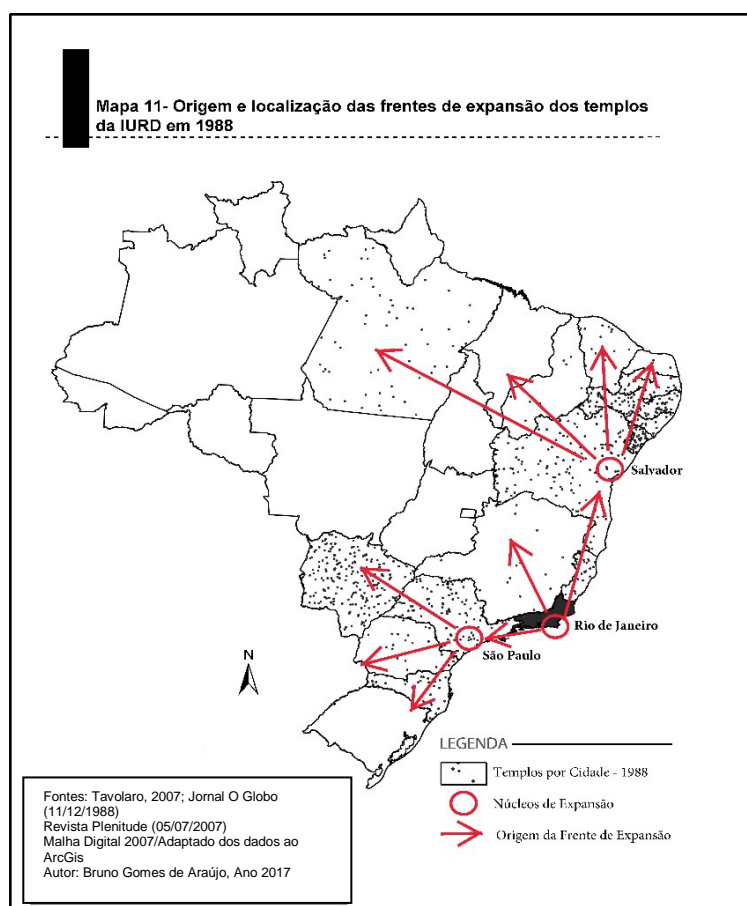 Mapa 11- Origem e localização das frentes de expansão dos templos
da IURD em 1988
Salvador
Rio de Janeiro
São Paulo
N
LEGENDA
Templos por Cidade - 1988
Núcleos de Expansão
Origem da Frente de Expansão
Fontes: Tavolaro, 2007; Jornal O Globo
(11/12/1988)
Revista Plenitude (05/07/2007)
Malha Digital 2007/Adaptado dos dados ao
ArcGis
Autor: Bruno Gomes de Araújo, Ano 2017